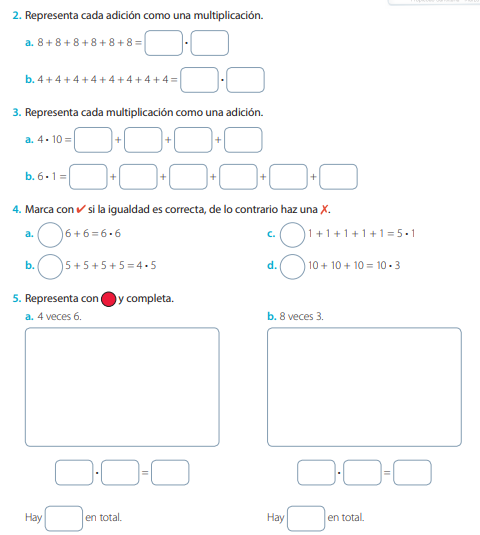 2. Representa cada adición como una multiplicación.
a. 8 + 8 + 8 + 8 + 8 + 8 = •
b. 4 + 4 + 4 + 4 + 4 + 4 + 4 + 4 = •
3. Representa cada multiplicación como una adición.
a. 4 • 10 = + + +
b. 6 • 1 = + + + + +
4. Marca con ✔ si la igualdad es correcta, de lo contrario haz una ✗.
a. 6 + 6 = 6 • 6
c. 1 + 1 + 1 + 1 + 1 = 5 • 1
b. 5 + 5 + 5 + 5 = 4 • 5
d. 10 + 10 + 10 = 10 • 3
5. Representa con y completa.
a. 4 veces 6.
b. 8 veces 3.
• =
• =
Hay en total.
Hay en total.